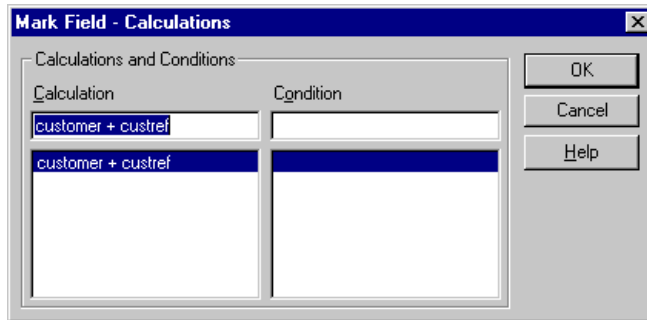 Mark Field - Calculations
Calculations and Conditions
OK
Calculation
Condition
Cancel
customer + custref
Help
customer + custref